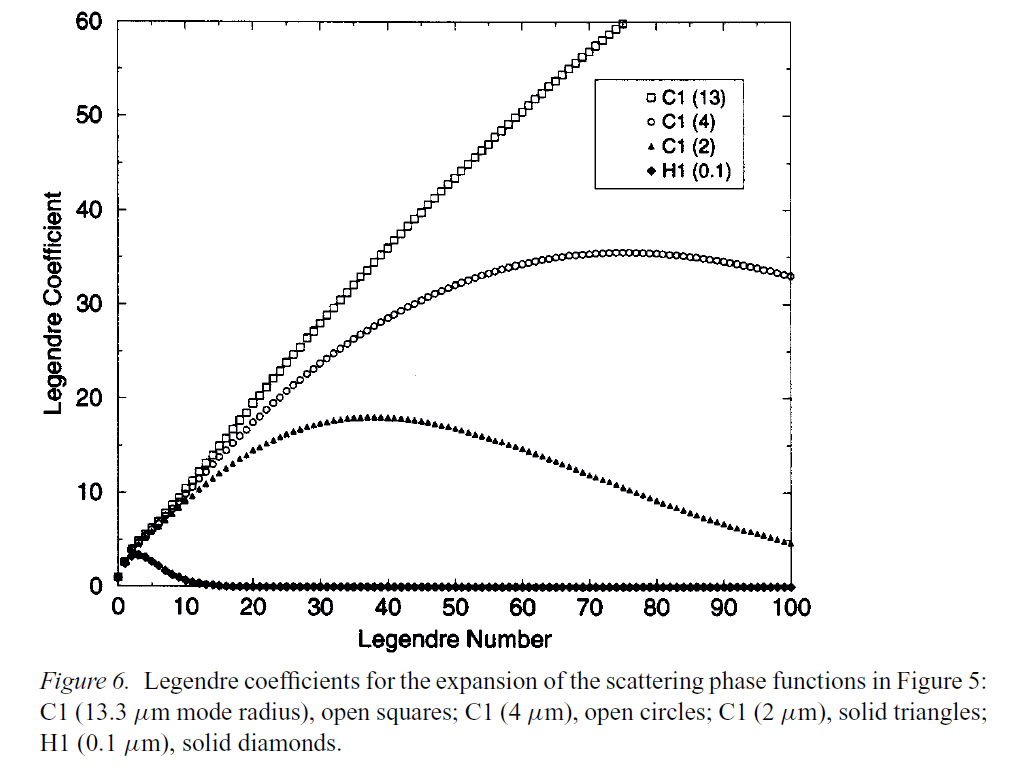 60
50
40
30
20
10
0
Legendre Coefficient
C1 (13)
C1 (4)
C1 (2)
H1 (0.1)
0 10 20 30 40 50 60 70 80 90 100
Legendre Number
Figure 6. Legendre coefficients for the expansion of the scattering phase functions in Figure 5:
C1 (13.3 μm mode radius), open squares; C1 (4 μm), open circles; C1 (2 μm), solid triangles;
H1 (0.1 μm), solid diamonds.